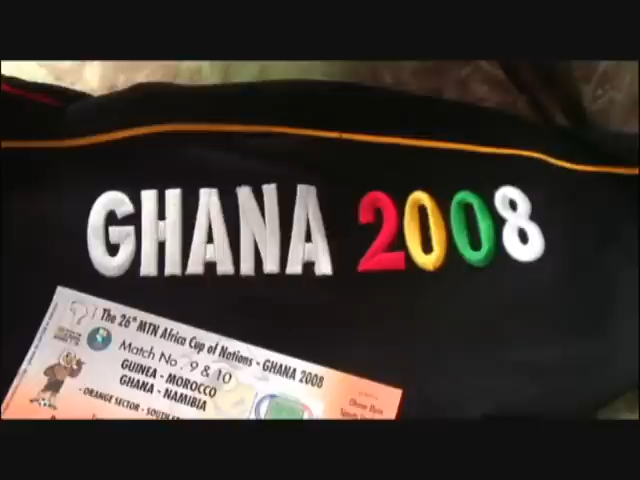 GHANA 2008
The 26th MTN Africa Cup of Nations - GHANA 2008
Match No. 9 & 10
GUINEA - MOROCCO
GHANA - NAMIBIA
- ORANGE SECTOR - SOUTH